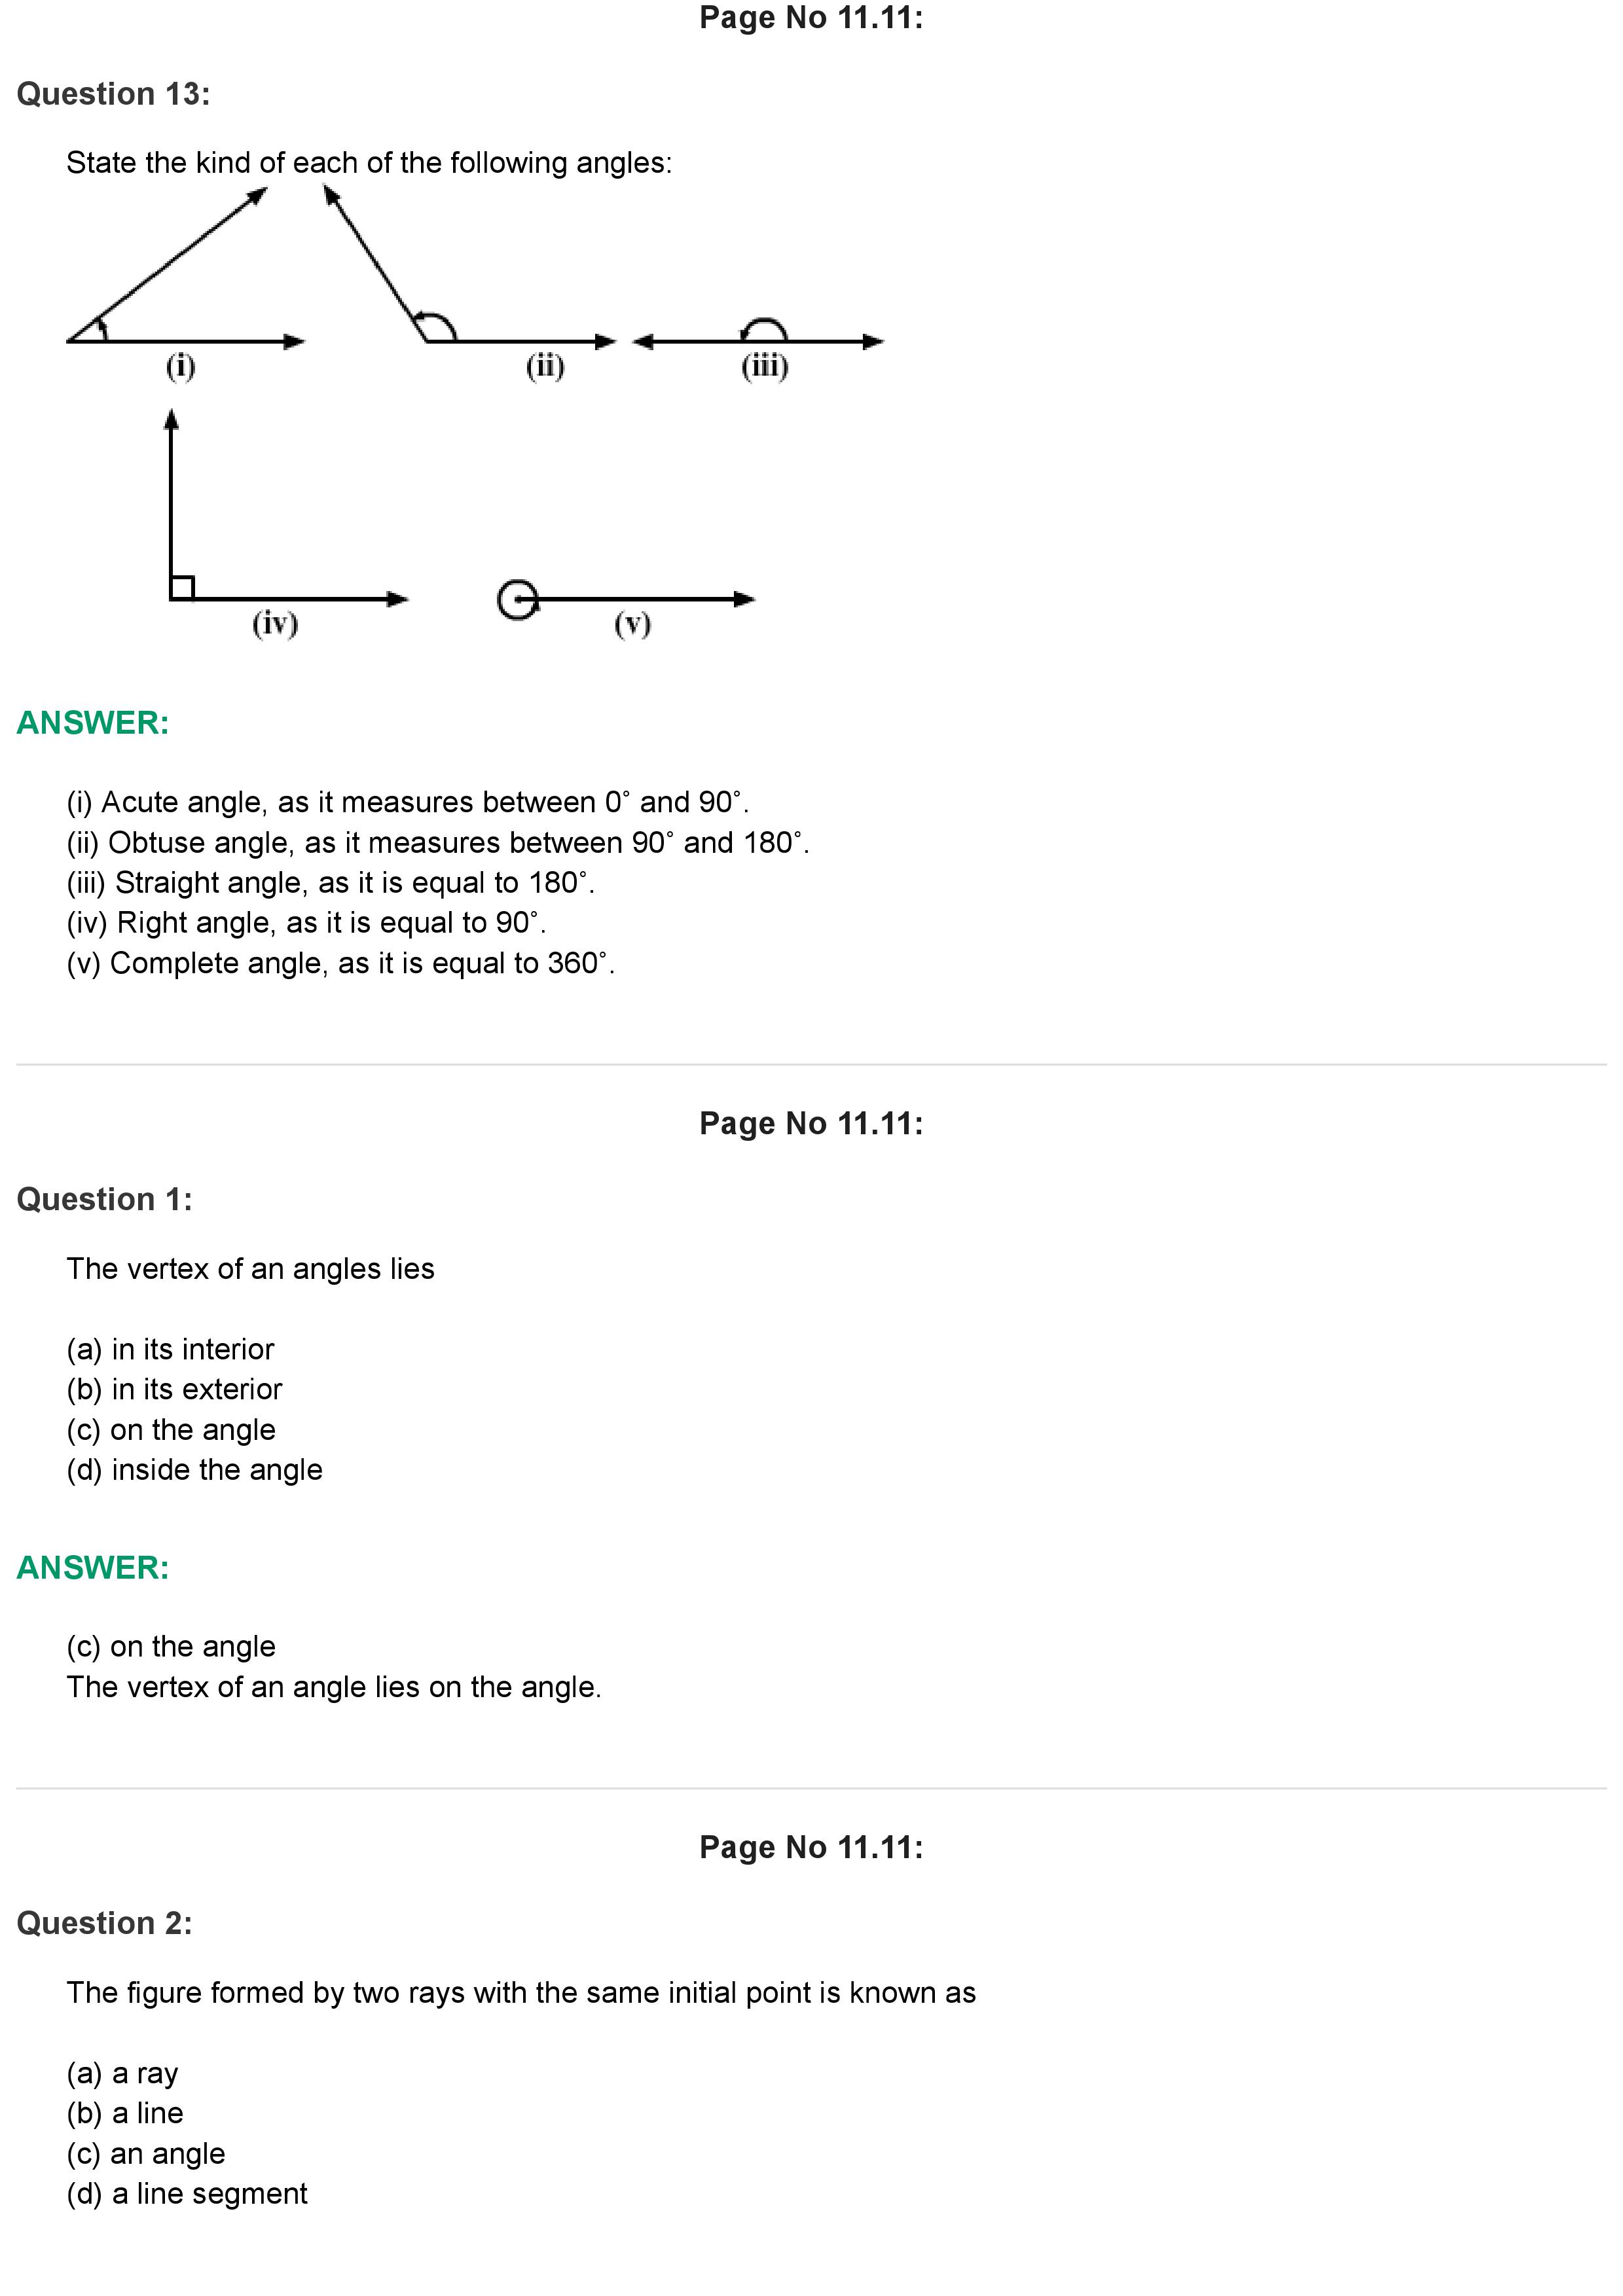 Page No 11.11:
Question 13:
State the kind of each of the following angles:
(i)
(ii)
(iii)
(iv)
(v)
ANSWER:
(i) Acute angle, as it measures between 0° and 90°.
(ii) Obtuse angle, as it measures between 90° and 180°.
(iii) Straight angle, as it is equal to 180°.
(iv) Right angle, as it is equal to 90°.
(v) Complete angle, as it is equal to 360°.
Page No 11.11:
Question 1:
The vertex of an angles lies
(a) in its interior
(b) in its exterior
(c) on the angle
(d) inside the angle
ANSWER:
(c) on the angle
The vertex of an angle lies on the angle.
Page No 11.11:
Question 2:
The figure formed by two rays with the same initial point is known as
(a) a ray
(b) a line
(c) an angle
(d) a line segment